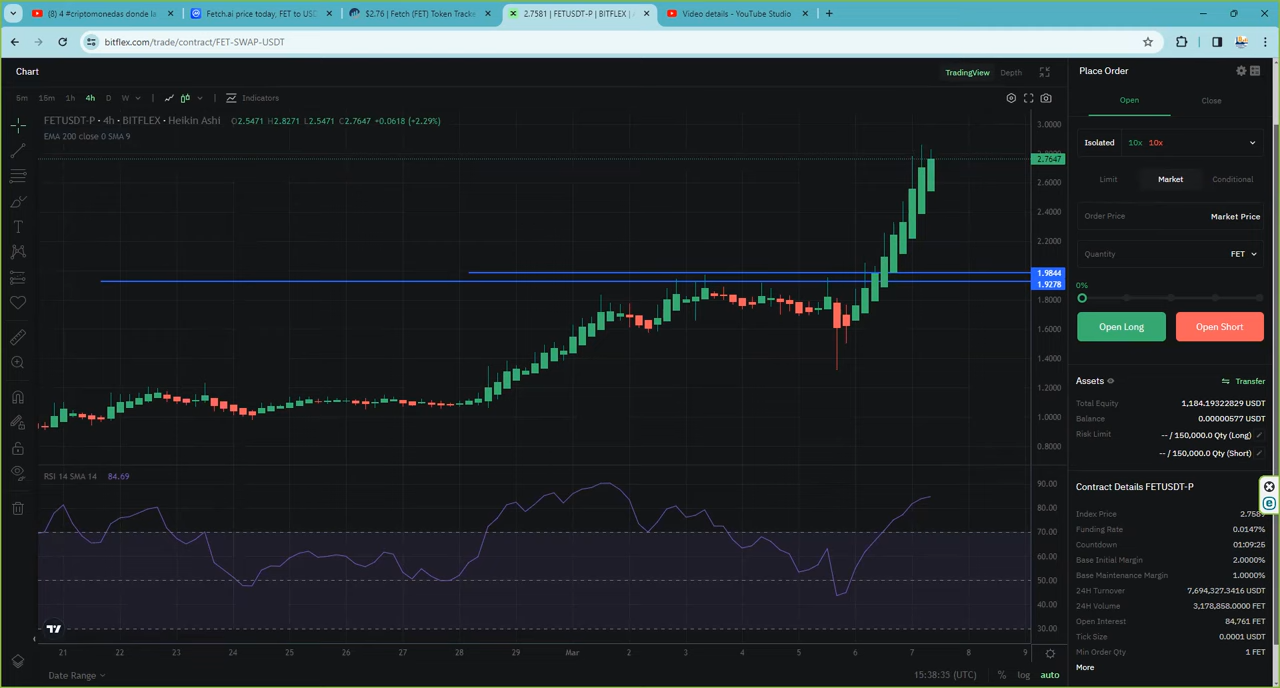 (8) 4 #criptomonedas donde la
Fetch.ai price today, FET to USD
$2.76 | Fetch (FET) Token Tracke
2.7581 | FETUSDT-P | BITFLEX |
Video details - YouTube Studio
bitflex.com/trade/contract/FET-SWAP-USDT
Chart
TradingView Depth
5m 15m 1h 4h D W Indicators
FETUSDT-P · 4h · BITFLEX · Heikin Ashi O2.5471 H2.8271 L2.5471 C2.7647 +0.0618 (+2.29%)
EMA 200 close 0 SMA 9
3.0000
2.7647
2.6000
2.4000
2.2000
1.9844
1.9278
1.8000
1.6000
1.4000
1.2000
1.0000
0.8000
RSI 14 SMA 14 84.69
90.00
80.00
70.00
60.00
50.00
40.00
30.00
21 22 23 24 25 26 27 28 29 Mar 2 3 4 5 6 7 8 9
Date Range
15:38:35 (UTC) % log auto
Place Order
Open Close
Isolated 10x 10x
Limit Market Conditional
Order Price Market Price
Quantity FET
0%
Open Long Open Short
Assets Transfer
Total Equity 1,184.19322829 USDT
Balance 0.00000577 USDT
Risk Limit -- / 150,000.0 Qty (Long)
-- / 150,000.0 Qty (Short)
Contract Details FETUSDT-P
Index Price
Funding Rate 0.0147%
Countdown 01:09:26
Base Initial Margin 2.0000%
Base Maintenance Margin 1.0000%
24H Turnover 7,694,327.3416 USDT
24H Volume 3,178,858.0000 FET
Open Interest 84,761 FET
Tick Size 0.0001 USDT
Min Order Qty 1 FET
More